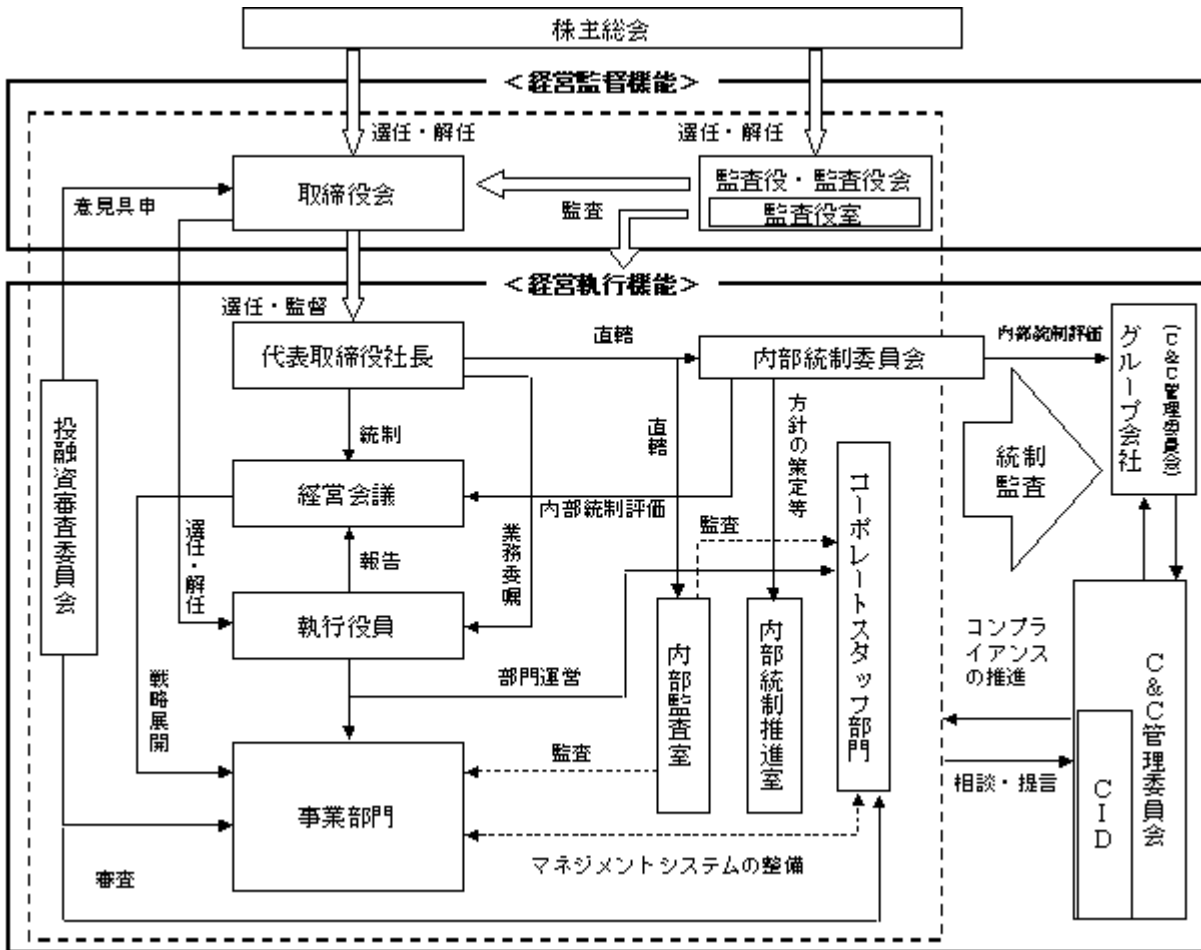 株主総会
＜経営監督機能＞
選任・解任
選任・解任
取締役会
監査役・監査役会
監査役室
意見具申
監査
＜経営執行機能＞
選任・監督
代表取締役社長
直轄
内部統制委員会
内部統制評価
グループ会社
（C＆C管理委員会）
統制
直轄
方針の策定等
統制
監査
投融資審査委員会
経営会議
内部統制評価
コーポレートスタッフ部門
監査
選任・解任
報告
業務委嘱
執行役員
内部監査室
内部統制推進室
コンプラ
イアンス
の推進
C＆C管理委員会
CID
部門運営
戦略展開
監査
相談・提言
事業部門
マネジメントシステムの整備
審査